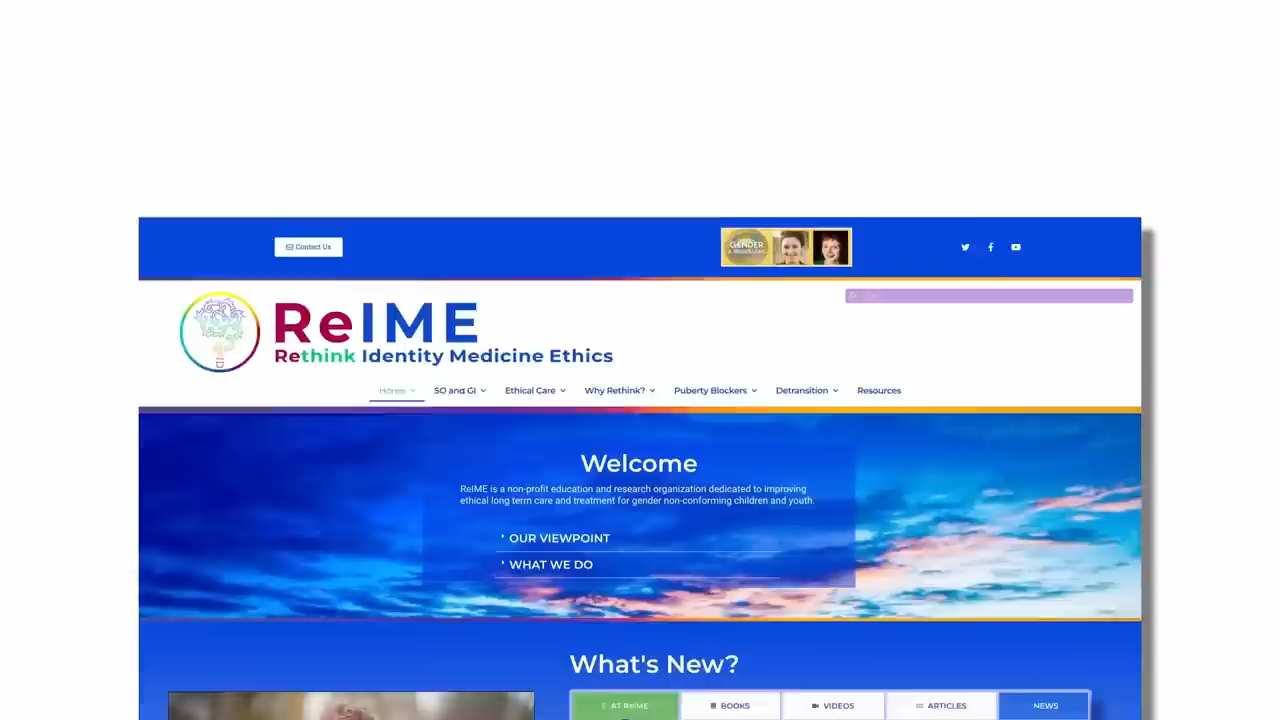 Contact Us
GENDER
ReIME
Rethink Identity Medicine Ethics
Home
SO and GI
Ethical Care
Why Rethink?
Puberty Blockers
Detransition
Resources
Welcome
ReIME is a non-profit education and research organization dedicated to improving
ethical long term care and treatment for gender non-conforming children and youth.
OUR VIEWPOINT
WHAT WE DO
What's New?
AT ReIME
BOOKS
VIDEOS
ARTICLES
NEWS